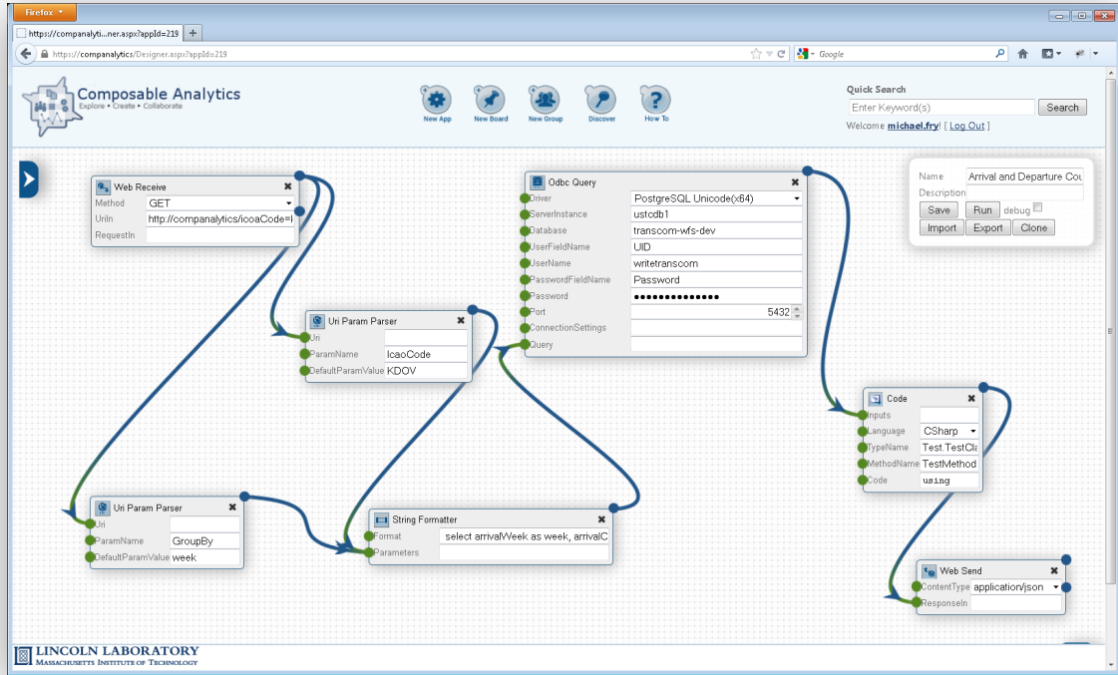 Firefox
https://companalyti...ner.aspx?appId=219
https://companalytics/Designer.aspx?appId=219
Google
Composable Analytics
Explore • Create • Collaborate
New App
New Board
New Group
Discover
How To
Quick Search
Enter Keyword(s)
Search
Welcome michael.fry! [ Log Out ]
Name Arrival and Departure Cou
Description
Save Run debug
Import Export Clone
Web Receive
Method GET
UriIn http://companalytics/icoaCode=
RequestIn
Odbc Query
Driver PostgreSQL Unicode(x64)
ServerInstance ustcdb1
Database transcom-wfs-dev
UserFieldName UID
UserName writetranscom
PasswordFieldName Password
Password ••••••••••••••
Port 5432
ConnectionSettings
Query
Uri Param Parser
Uri
ParamName IcaoCode
DefaultParamValue KDOV
Code
Inputs
Language CSharp
TypeName Test.TestCla
MethodName TestMethod
Code using
Uri Param Parser
Uri
ParamName GroupBy
DefaultParamValue week
String Formatter
Format select arrivalWeek as week, arrivalC
Parameters
Web Send
ContentType application/json
ResponseIn
LINCOLN LABORATORY
MASSACHUSETTS INSTITUTE OF TECHNOLOGY